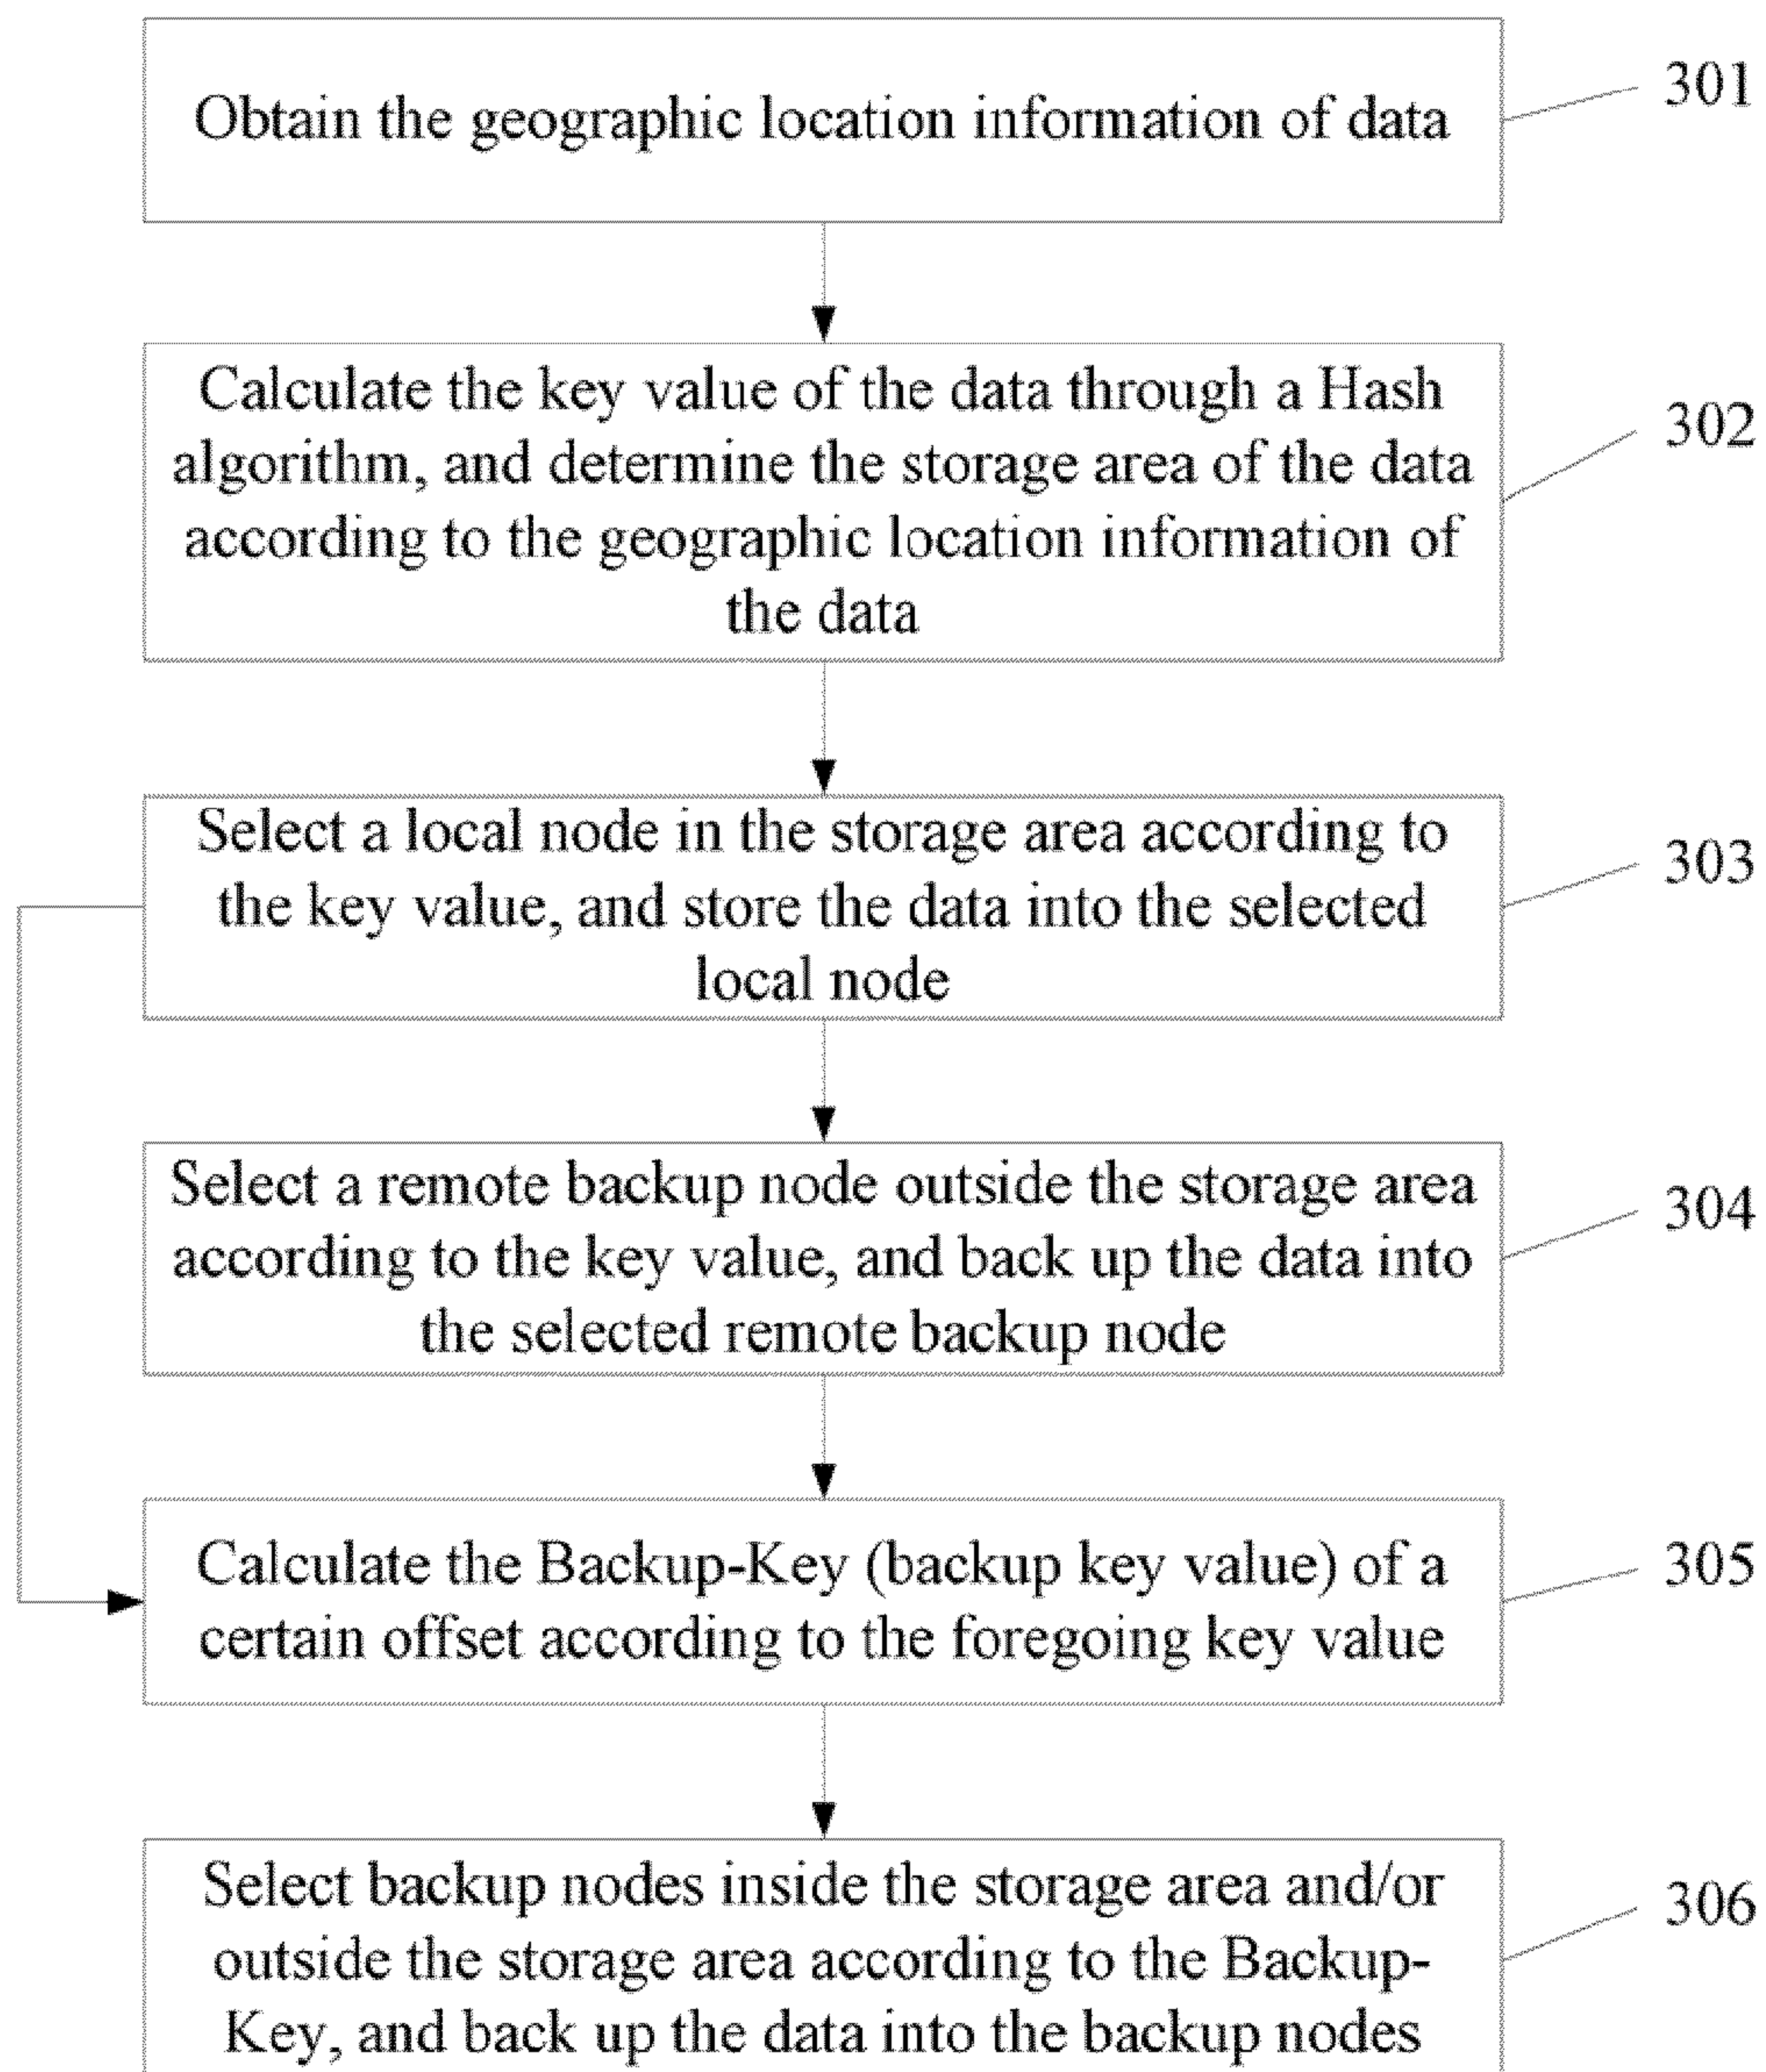 Obtain the geographic location information of data
301
Calculate the key value of the data through a Hash
algorithm, and determine the storage area of the data
according to the geographic location information of
the data
302
Select a local node in the storage area according to
the key value, and store the data into the selected
local node
303
Select a remote backup node outside the storage area
according to the key value, and back up the data into
the selected remote backup node
304
Calculate the Backup-Key (backup key value) of a
certain offset according to the foregoing key value
305
Select backup nodes inside the storage area and/or
outside the storage area according to the Backup-
Key, and back up the data into the backup nodes
306